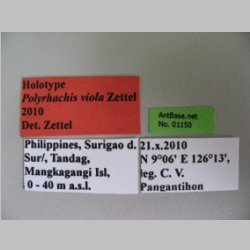 Holotype
Polyrhachis viola Zettel
2010
Det. Zettel
AntBase.net
No. 01150
Philippines, Surigao d.
Sur/, Tandag,
Mangkagangi Isl,
0 - 40 m a.s.l.
21.x.2010
N 9°06' E 126°13',
leg. C. V.
Pangantihon